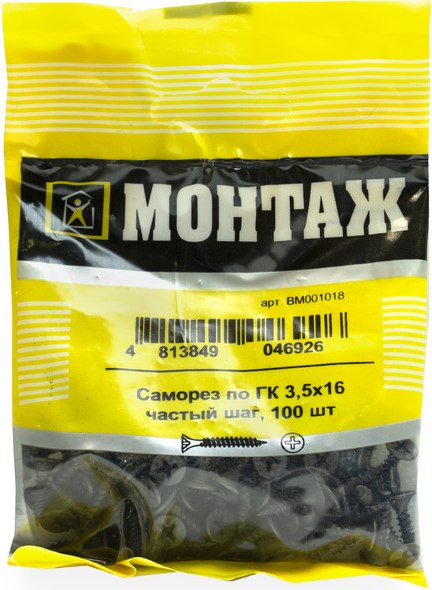 МОНТАЖ
арт. ВМ001018
4 813849 046926
Саморез по ГК 3,5х16
частый шаг, 100 шт